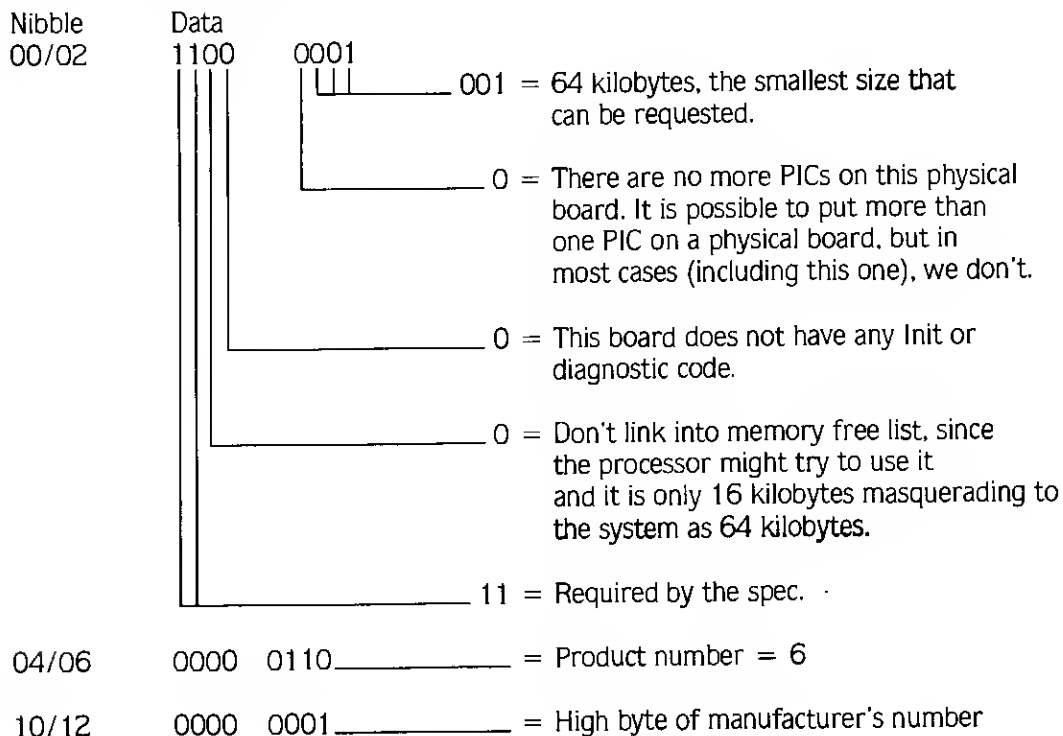 Nibble Data
00/02 1100 0001
001 = 64 kilobytes, the smallest size that
can be requested.
0 = There are no more PICs on this physical
board. It is possible to put more than
one PIC on a physical board, but in
most cases (including this one), we don't.
0 = This board does not have any Init or
diagnostic code.
0 = Don't link into memory free list, since
the processor might try to use it
and it is only 16 kilobytes masquerading to
the system as 64 kilobytes.
11 = Required by the spec.
04/06 0000 0110 = Product number = 6
10/12 0000 0001 = High byte of manufacturer's number